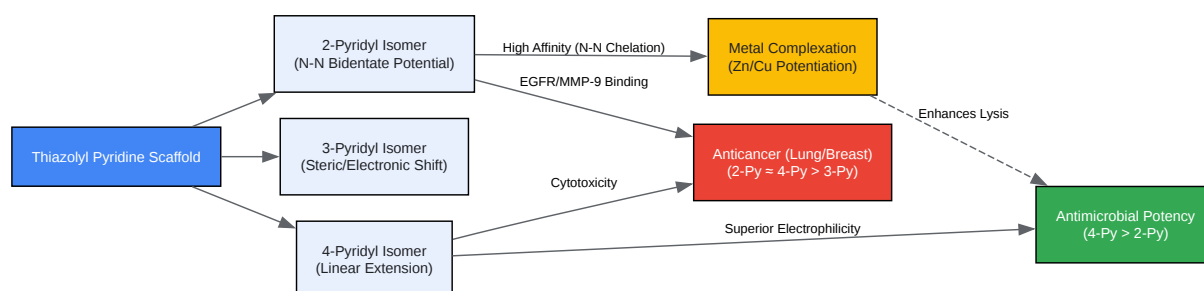 Thiazolyl Pyridine Scaffold
2-Pyridyl Isomer
(N-N Bidentate Potential)
3-Pyridyl Isomer
(Steric/Electronic Shift)
4-Pyridyl Isomer
(Linear Extension)
High Affinity (N-N Chelation)
EGFR/MMP-9 Binding
Cytotoxicity
Superior Electrophilicity
Metal Complexation
(Zn/Cu Potentiation)
Anticancer (Lung/Breast)
(2-Py ≈ 4-Py > 3-Py)
Enhances Lysis
Antimicrobial Potency
(4-Py > 2-Py)